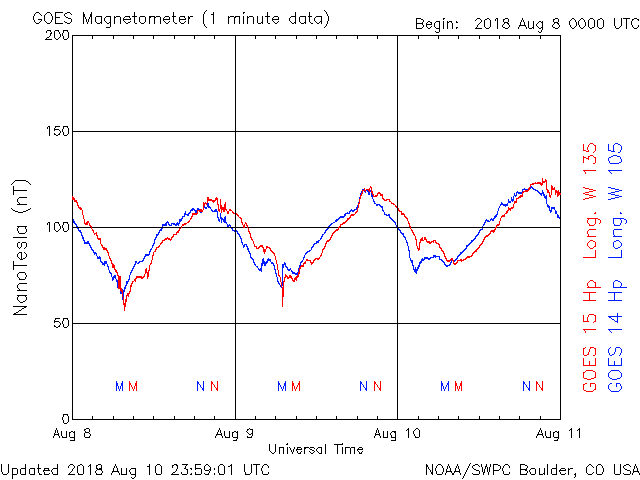 GOES Magnetometer (1 minute data)
Begin: 2018 Aug 8 0000 UTC
200
150
100
50
0
NanoTesla (nT)
GOES 15 Hp Long. W 135
GOES 14 Hp Long. W 105
M M N N M M N N M M N N
Aug 8 Aug 9 Aug 10 Aug 11
Universal Time
Updated 2018 Aug 10 23:59:01 UTC
NOAA/SWPC Boulder, CO USA